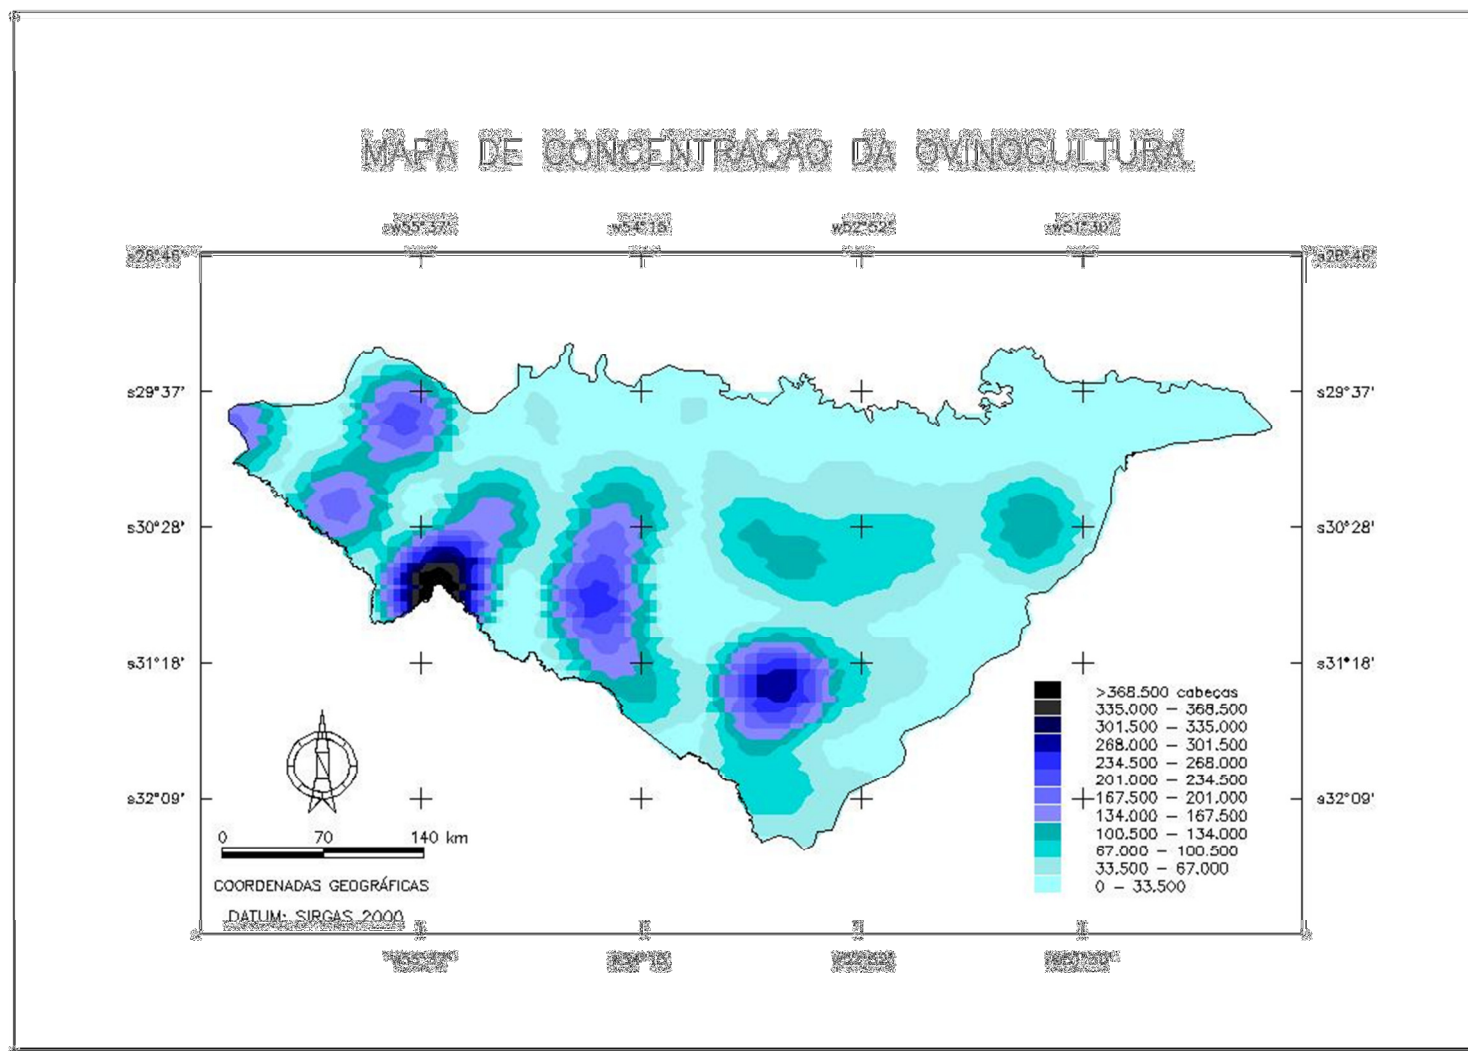 MAPA DE CONCENTRAÇÃO DA OVINOCULTURA
w55°37' w54°15' w52°52' w51°30'
s28°46' s28°46'
s29°37' s29°37'
s30°28' s30°28'
s31°18' s31°18'
>368.500 cabeças
335.000 – 368.500
301.500 – 335.000
268.000 – 301.500
234.500 – 268.000
201.000 – 234.500
s32°09' s32°09'
167.500 – 201.000
134.000 – 167.500
100.500 – 134.000
67.000 – 100.500
33.500 – 67.000
0 – 33.500
N
0 70 140 km
COORDENADAS GEOGRÁFICAS
DATUM: SIRGAS 2000